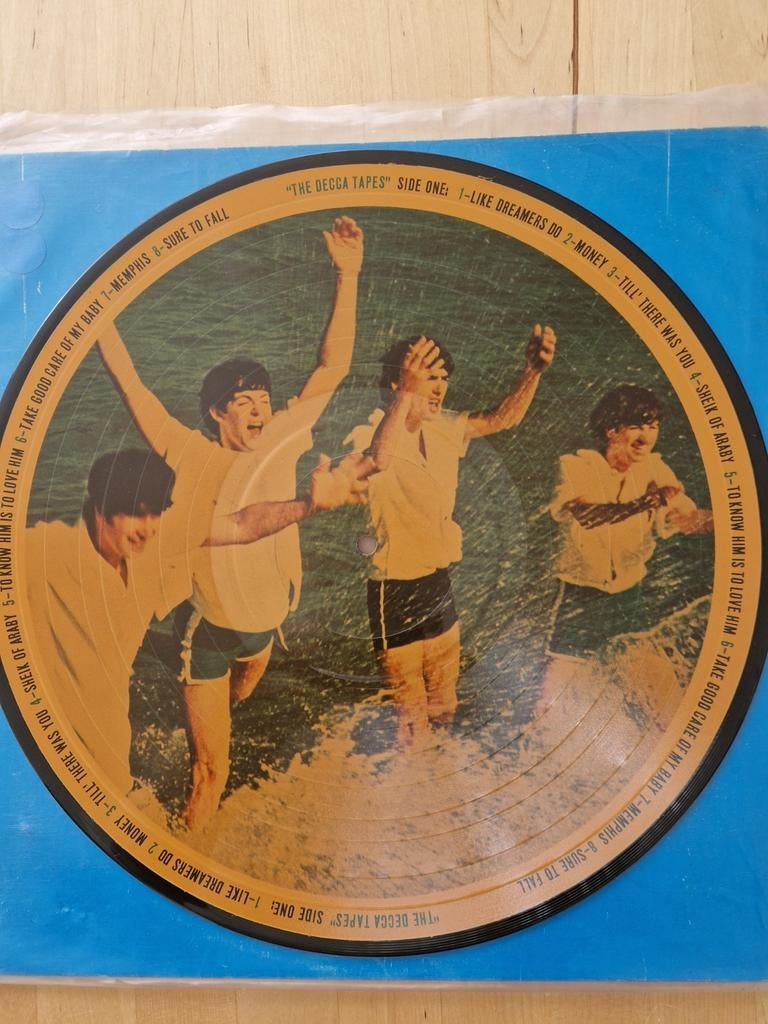 "THE DECCA TAPES" SIDE ONE: 1-LIKE DREAMERS DO 2-MONEY 3-TILL' THERE WAS YOU 4-SHEIK OF ARABY 5-TO KNOW HIM IS TO LOVE HIM 6-TAKE GOOD CARE OF MY BABY 7-MEMPHIS 8-SURE TO FALL
"THE DECCA TAPES" SIDE ONE: 1-LIKE DREAMERS DO 2 MONEY 3-TILL' THERE WAS YOU 4-SHEIK OF ARABY 5-TO KNOW HIM IS TO LOVE HIM 6-TAKE GOOD CARE OF MY BABY 7-MEMPHIS 8-SURE TO FALL